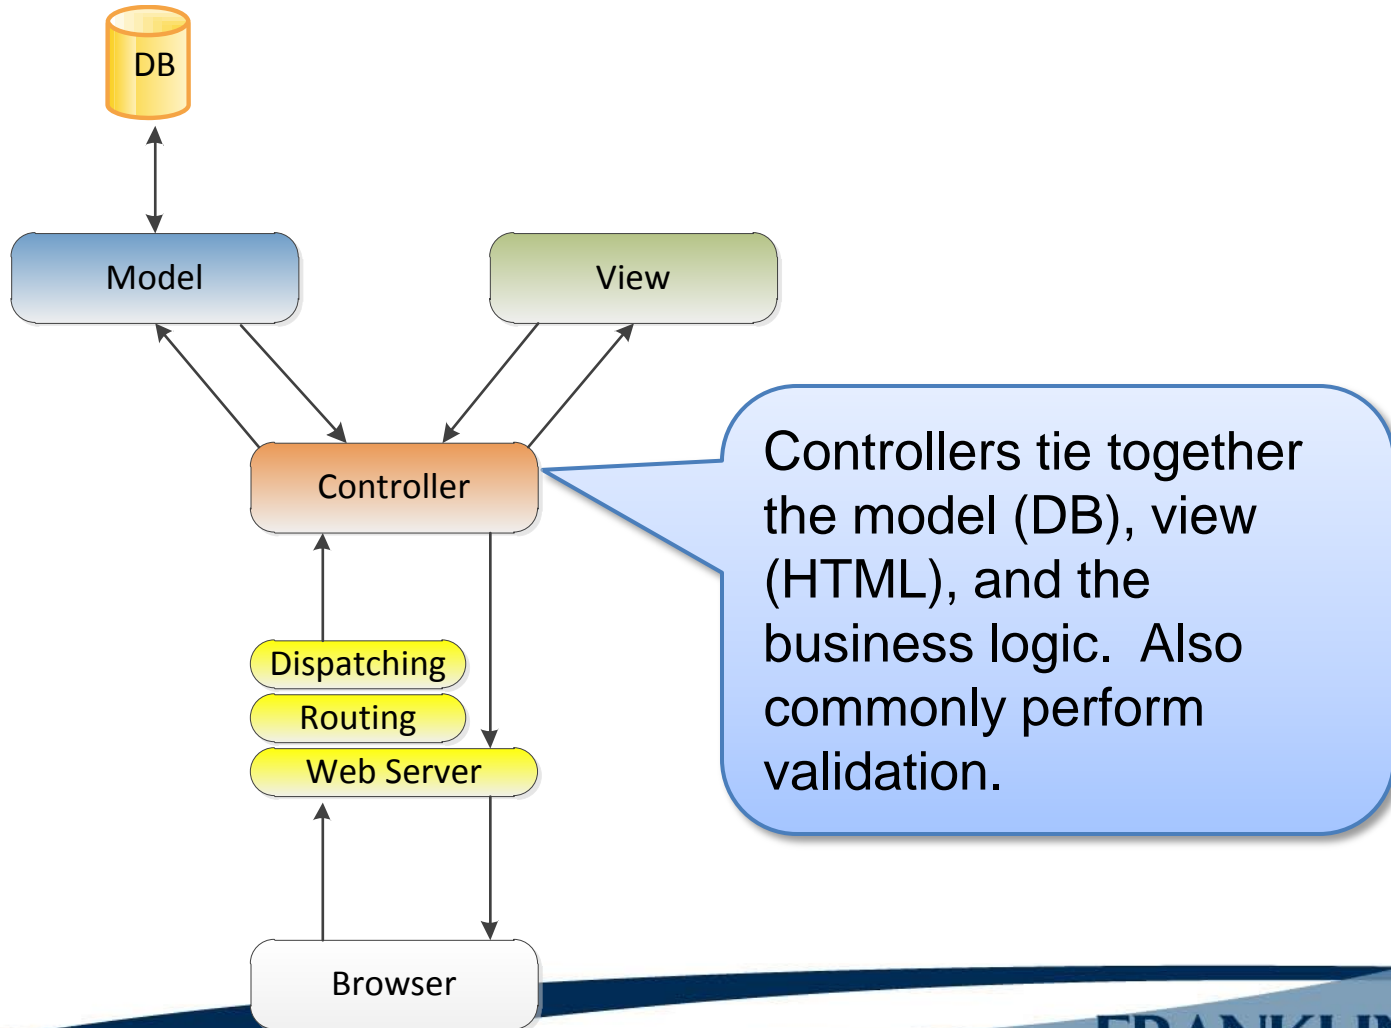 DB
Model
View
Controller
Controllers tie together
the model (DB), view
(HTML), and the
business logic.  Also
commonly perform
validation.
Dispatching
Routing
Web Server
Browser